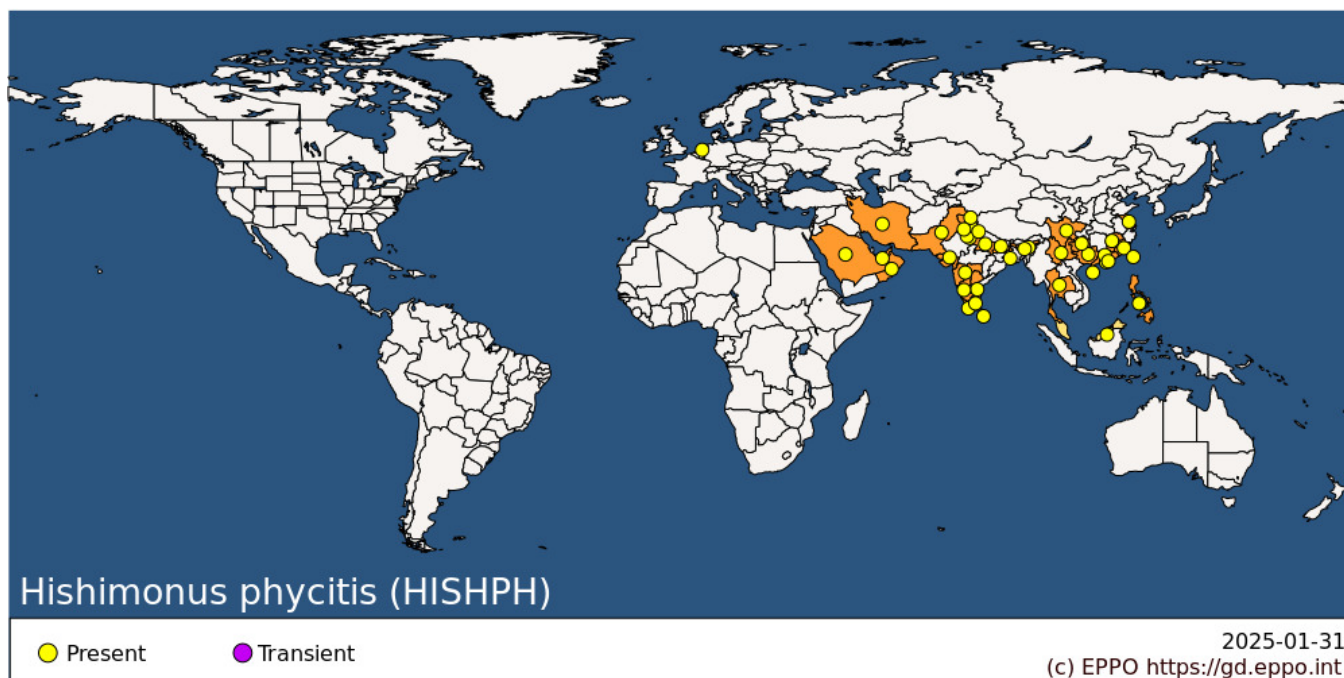 Hishimonus phycitis (HISHPH)
Present
Transient
2025-01-31
(c) EPPO https://gd.eppo.int